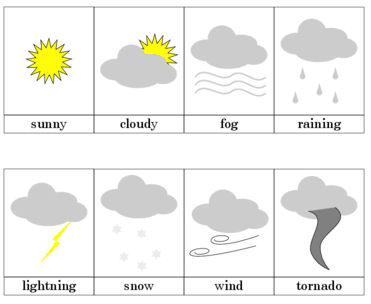 sunny cloudy fog raining
lightning snow wind tornado